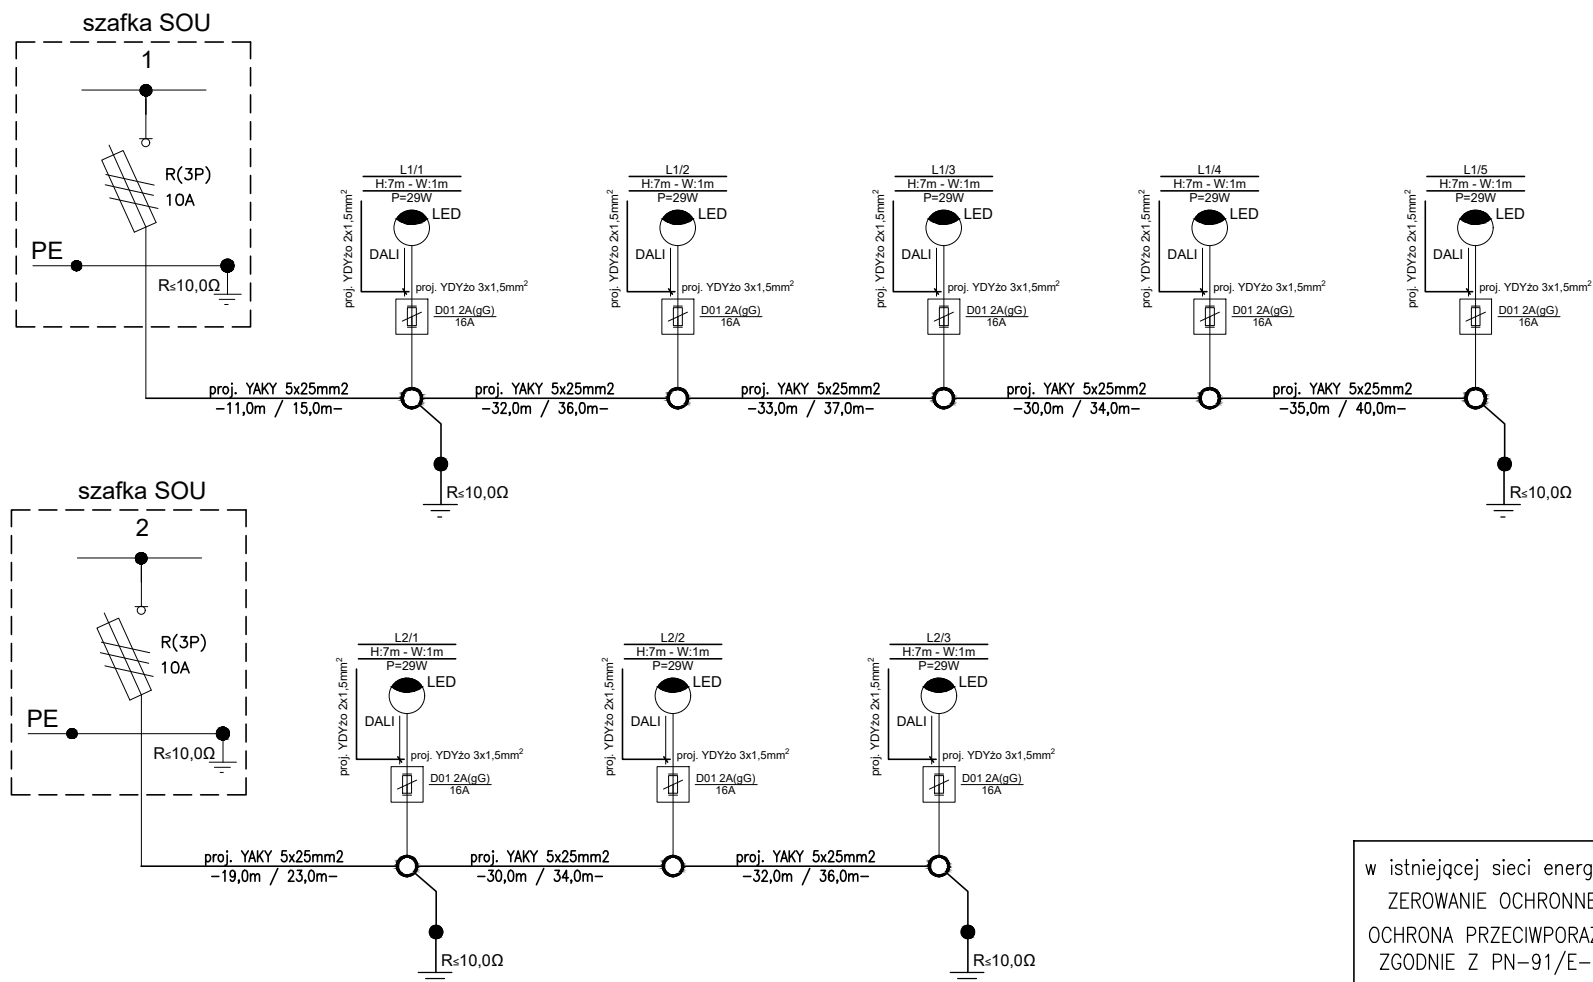 szafka SOU
1
R(3P)
10A
PE
R≤10,0Ω
L1/1
H:7m - W:1m
P=29W
LED
DALI
proj. YDYżo 2x1,5mm²
proj. YDYżo 3x1,5mm²
D01 2A(gG)
16A
L1/2
H:7m - W:1m
P=29W
LED
DALI
proj. YDYżo 2x1,5mm²
proj. YDYżo 3x1,5mm²
D01 2A(gG)
16A
L1/3
H:7m - W:1m
P=29W
LED
DALI
proj. YDYżo 2x1,5mm²
proj. YDYżo 3x1,5mm²
D01 2A(gG)
16A
L1/4
H:7m - W:1m
P=29W
LED
DALI
proj. YDYżo 2x1,5mm²
proj. YDYżo 3x1,5mm²
D01 2A(gG)
16A
L1/5
H:7m - W:1m
P=29W
LED
DALI
proj. YDYżo 2x1,5mm²
proj. YDYżo 3x1,5mm²
D01 2A(gG)
16A
proj. YAKY 5x25mm2
-11,0m / 15,0m-
proj. YAKY 5x25mm2
-32,0m / 36,0m-
proj. YAKY 5x25mm2
-33,0m / 37,0m-
proj. YAKY 5x25mm2
-30,0m / 34,0m-
proj. YAKY 5x25mm2
-35,0m / 40,0m-
R≤10,0Ω
R≤10,0Ω
szafka SOU
2
R(3P)
10A
PE
R≤10,0Ω
L2/1
H:7m - W:1m
P=29W
LED
DALI
proj. YDYżo 2x1,5mm²
proj. YDYżo 3x1,5mm²
D01 2A(gG)
16A
L2/2
H:7m - W:1m
P=29W
LED
DALI
proj. YDYżo 2x1,5mm²
proj. YDYżo 3x1,5mm²
D01 2A(gG)
16A
L2/3
H:7m - W:1m
P=29W
LED
DALI
proj. YDYżo 2x1,5mm²
proj. YDYżo 3x1,5mm²
D01 2A(gG)
16A
proj. YAKY 5x25mm2
-19,0m / 23,0m-
proj. YAKY 5x25mm2
-30,0m / 34,0m-
proj. YAKY 5x25mm2
-32,0m / 36,0m-
R≤10,0Ω
R≤10,0Ω
w istniejącej sieci energ
ZEROWANIE OCHRONNE
OCHRONA PRZECIWPORAŻ
ZGODNIE Z PN-91/E-